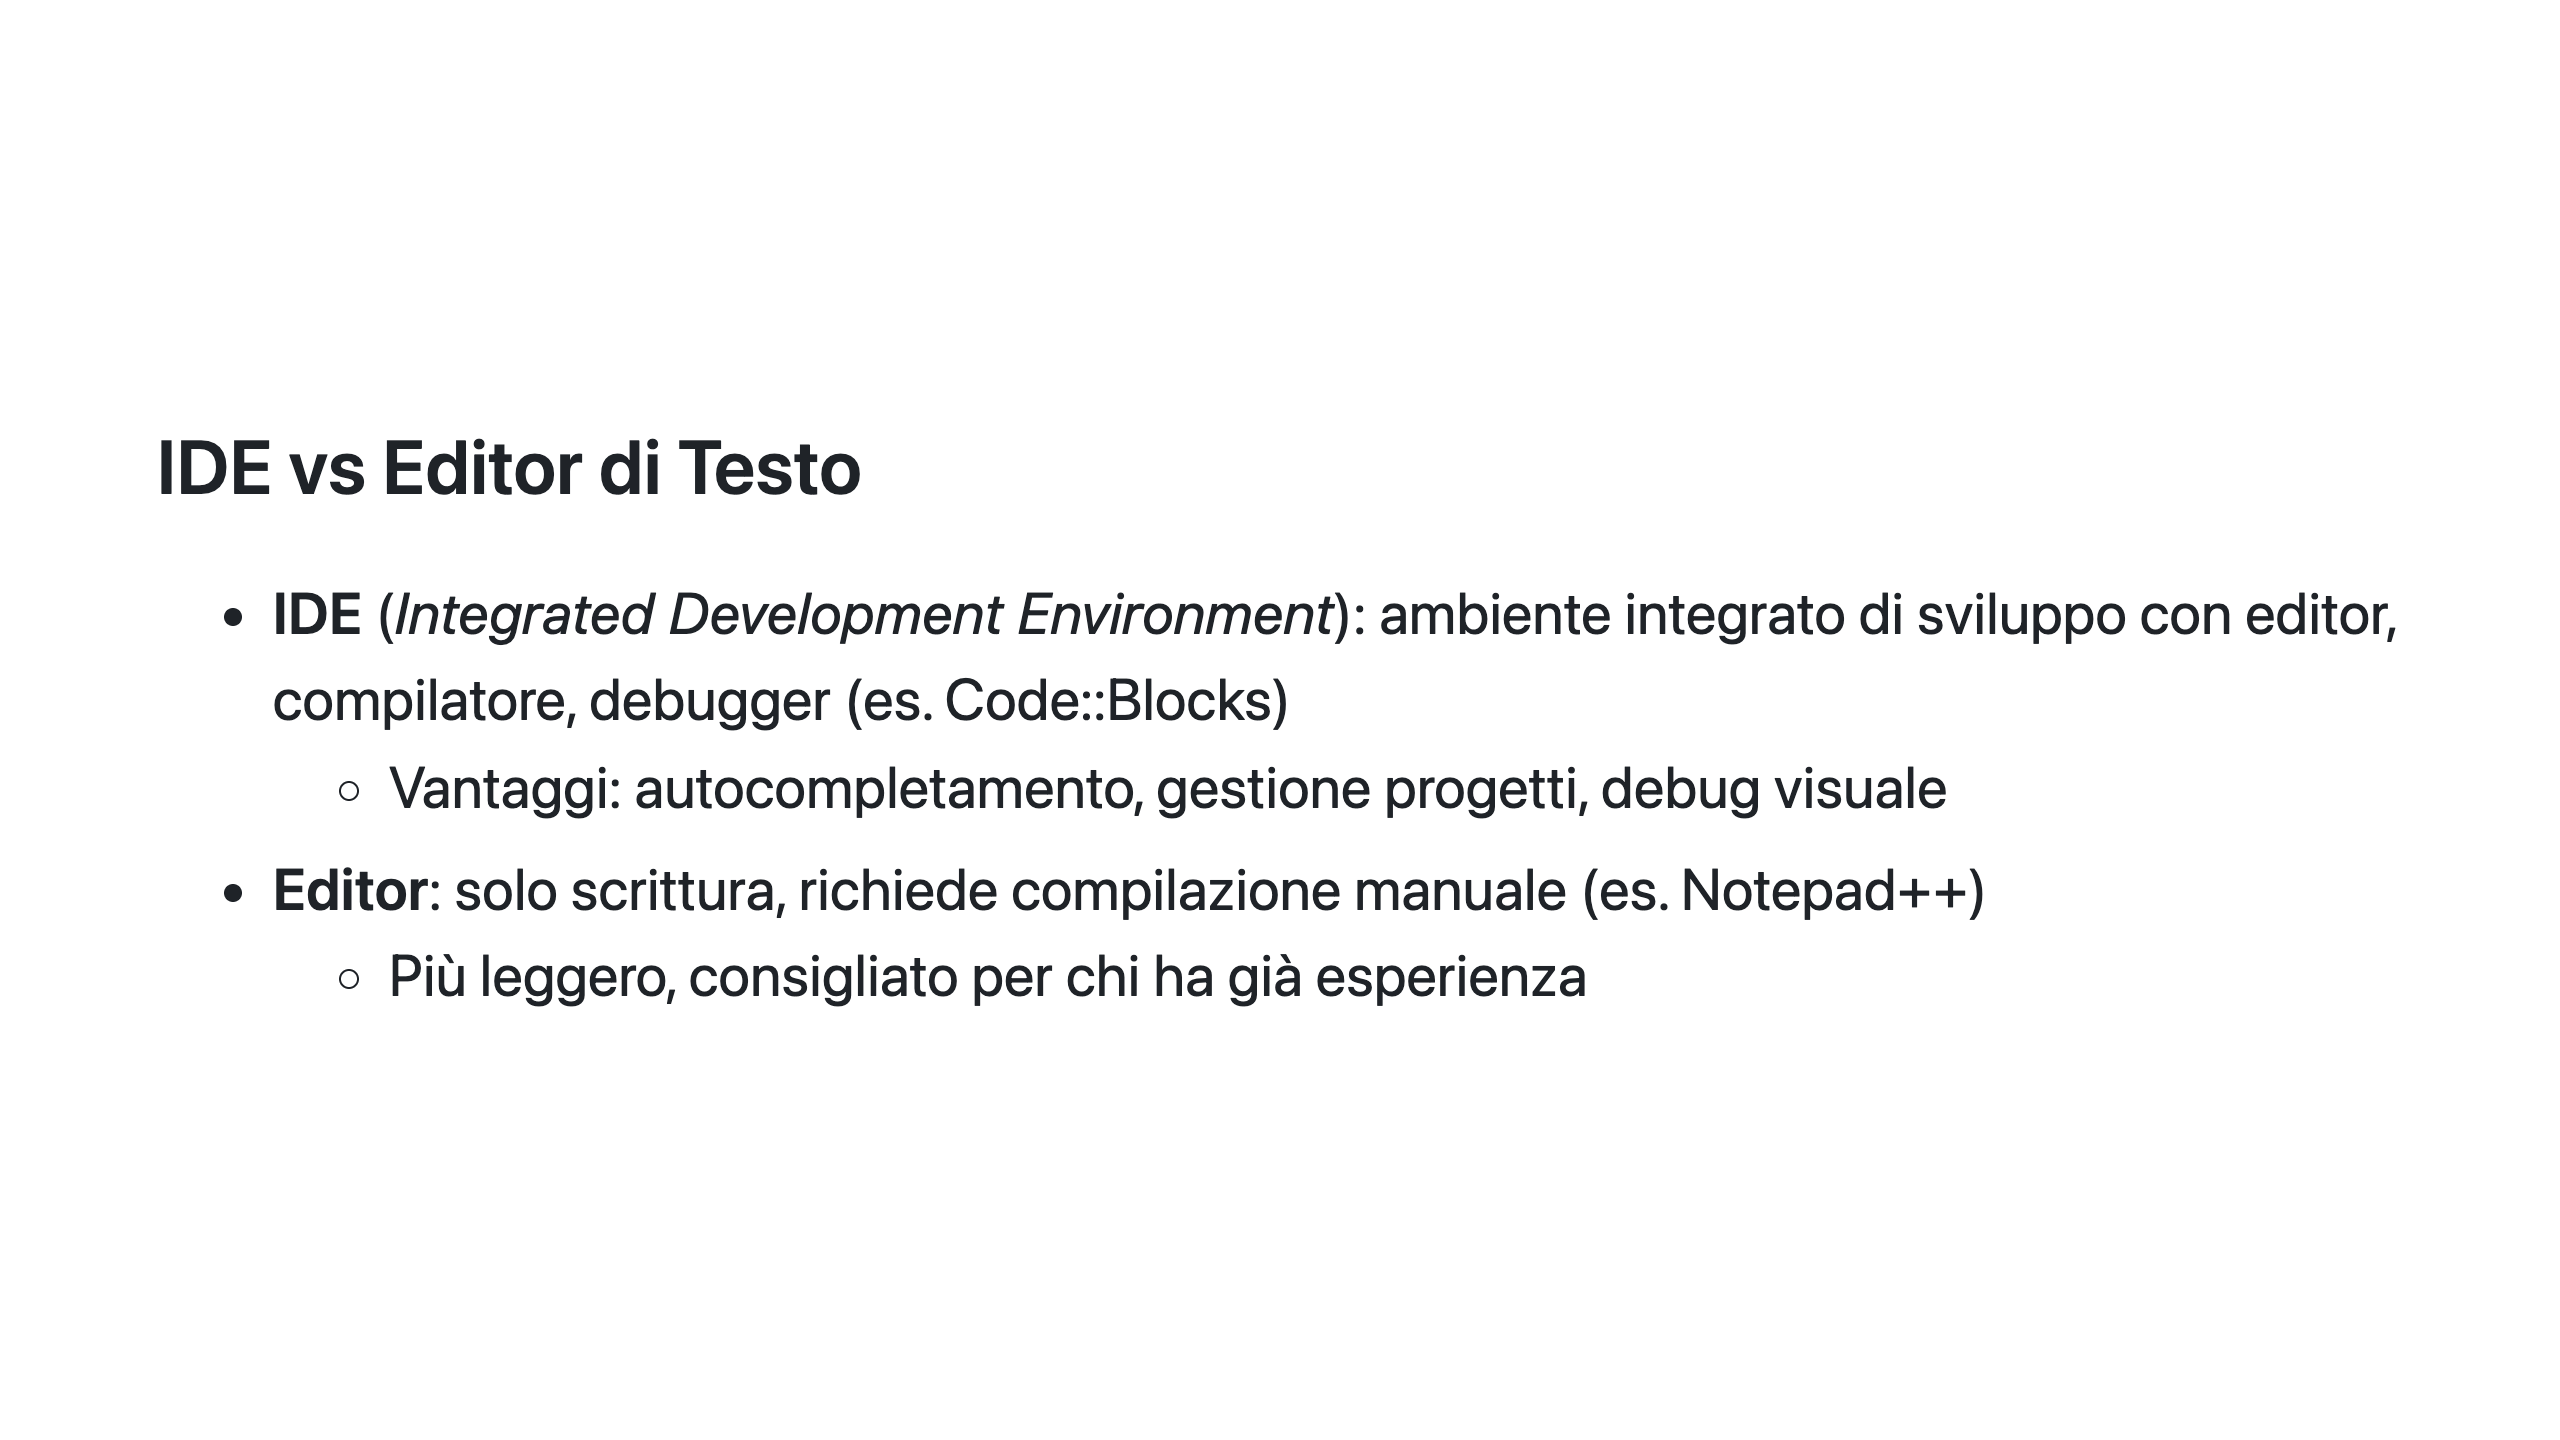 IDE vs Editor di Testo
• IDE (Integrated Development Environment): ambiente integrato di sviluppo con editor,
compilatore, debugger (es. Code::Blocks)
◦ Vantaggi: autocompletamento, gestione progetti, debug visuale
• Editor: solo scrittura, richiede compilazione manuale (es. Notepad++)
◦ Più leggero, consigliato per chi ha già esperienza